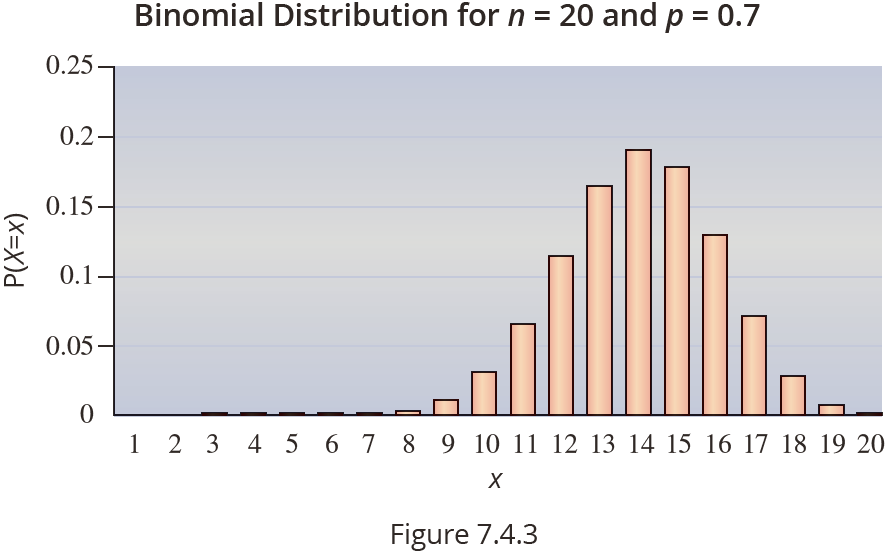 Binomial Distribution for n = 20 and p = 0.7
0.25
0.2
0.15
0.1
0.05
0
P(X=x)
1 2 3 4 5 6 7 8 9 10 11 12 13 14 15 16 17 18 19 20
x
Figure 7.4.3